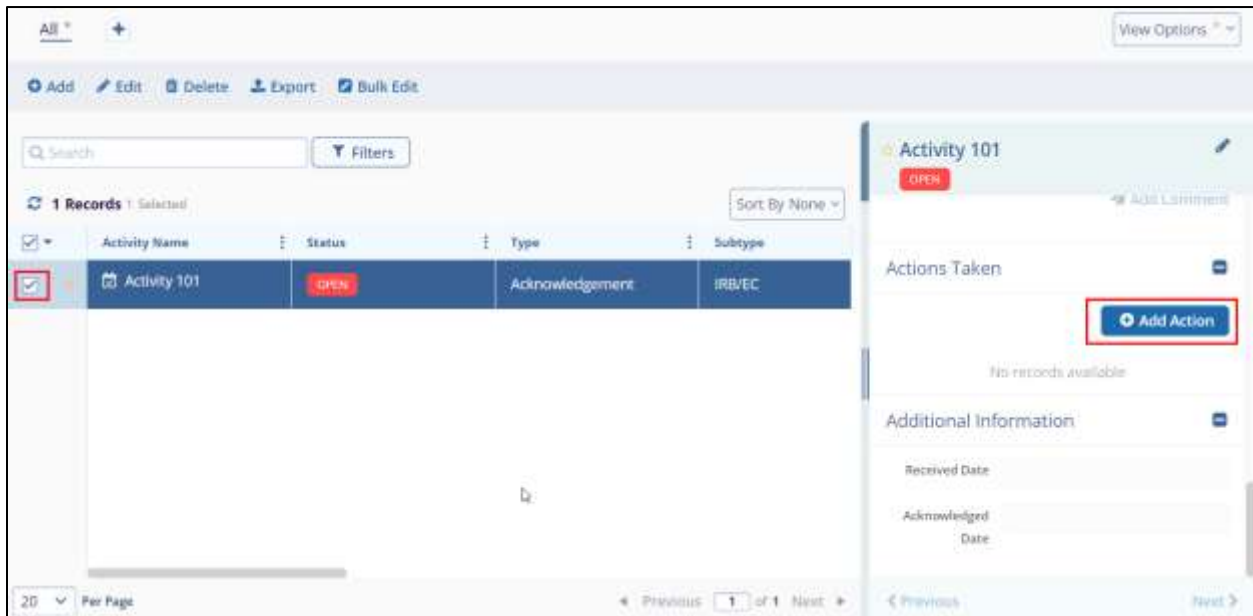 All *
View Options * 
Add Edit Delete Export Bulk Edit
Search Filters
1 Records 1 Selected Sort By None
Activity Name Status Type Subtype
Activity 101 OPEN Acknowledgement IRB/EC
20 Per Page Previous 1 of 1 Next
Activity 101
OPEN
Add Comment
Actions Taken
Add Action
No records available
Additional Information
Received Date
Acknowledged
Date
Previous Next